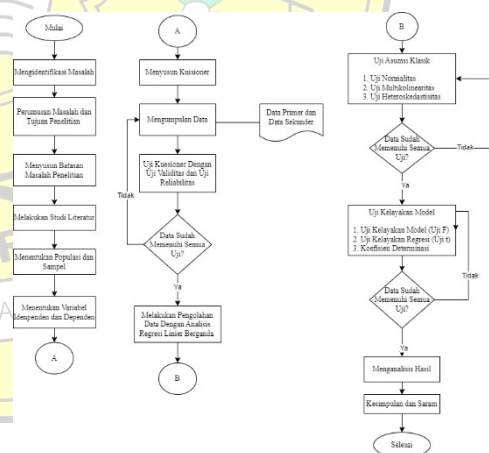 Mulai
Mengidentifikasi Masalah
Perumusan Masalah dan
Tujuan Penelitian
Menyusun Batasan
Masalah Penelitian
Melakukan Studi Literatur
Menentukan Populasi dan
Sampel
Menentukan Variabel
Idenpenden dan Dependen
A
A
Menyusun Kuisioner
Mengumpulan Data
Data Primer dan
Data Sekunder
Uji Kuesioner Dengan
Uji Validitas dan Uji
Reliabilitas
Tidak
Data Sudah
Memenuhi Semua
Uji?
Ya
Melakukan Pengolahan
Data Dengan Analisis
Regresi Linier Berganda
B
B
Uji Asumsi Klasik
1. Uji Normalitas
2. Uji Multikolinearitas
3. Uji Heteroskedastisitas
Data Sudah
Memenuhi Semua
Uji?
Tidak
Ya
Uji Kelayakan Model
1. Uji Kelayakan Model (Uji F)
2. Uji Kelayakan Regresi (Uji t)
3. Koefisien Determinasi
Tidak
Data Sudah
Memenuhi Semua
Uji?
Ya
Menganalisis Hasil
Kesimpulan dan Saram
Selesai